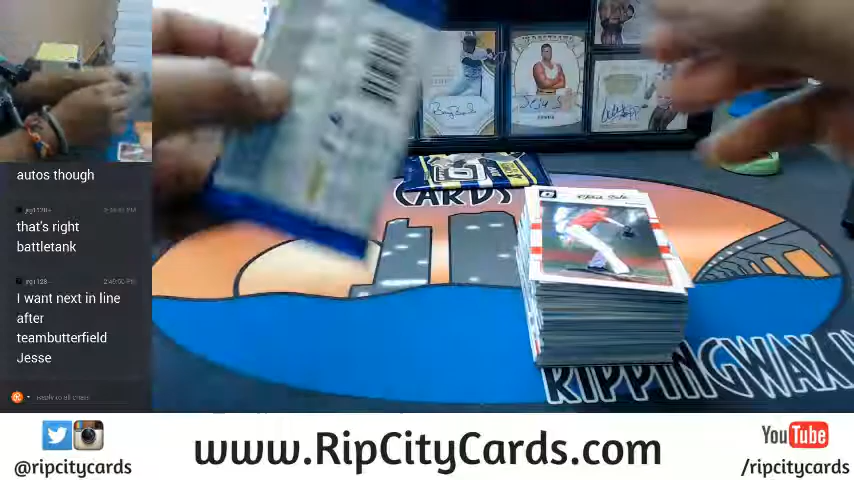 autos though
that's right
battletank
I want next in line
after
teambutterfield
Jesse
CARDS
Chris Sale
RIPPINGWAX.
@ripcitycards
www.RipCityCards.com
YouTube
/ripcitycards